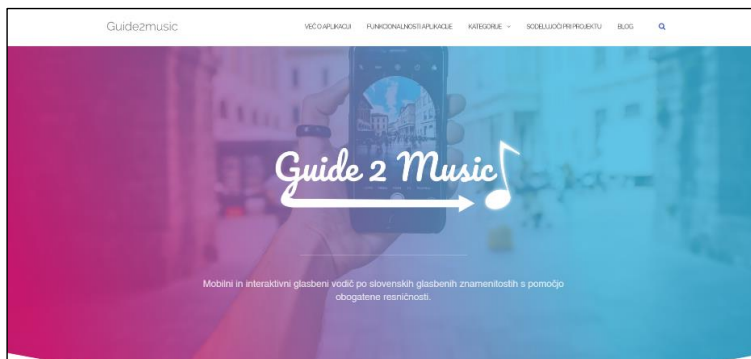 Guide2music
VEČ O APLIKACIJI FUNKCIONALNOSTI APLIKACIJE KATEGORIJE SODELUJOČI PRI PROJEKTU BLOG
Guide 2 Music
Mobilni in interaktivni glasbeni vodič po slovenskih glasbenih znamenitostih s pomočjo
obogatene resničnosti.